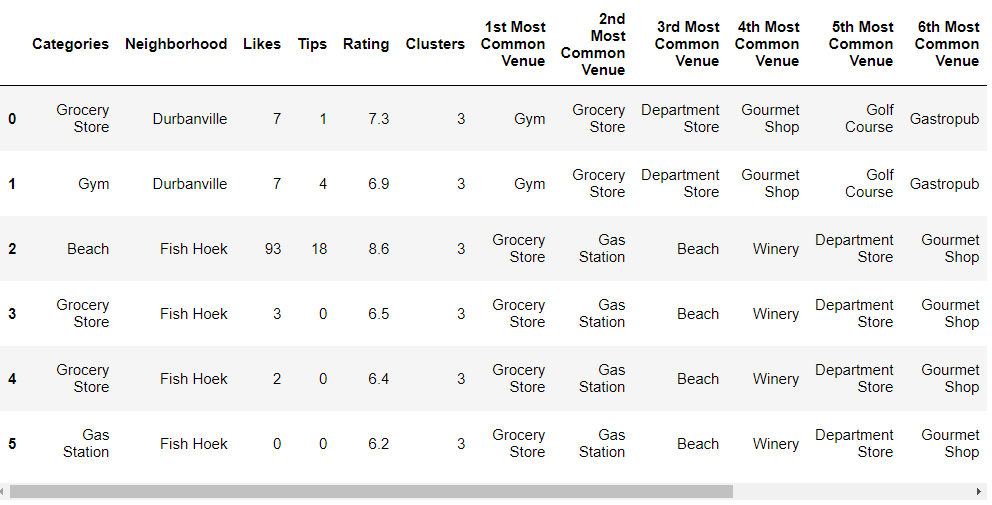 Categories Neighborhood Likes Tips Rating Clusters 1st Most Common Venue 2nd Most Common Venue 3rd Most Common Venue 4th Most Common Venue 5th Most Common Venue 6th Most Common Venue
0 Grocery Store Durbanville 7 1 7.3 3 Gym Grocery Store Department Store Gourmet Shop Golf Course Gastropub
1 Gym Durbanville 7 4 6.9 3 Gym Grocery Store Department Store Gourmet Shop Golf Course Gastropub
2 Beach Fish Hoek 93 18 8.6 3 Grocery Store Gas Station Beach Winery Department Store Gourmet Shop
3 Grocery Store Fish Hoek 3 0 6.5 3 Grocery Store Gas Station Beach Winery Department Store Gourmet Shop
4 Grocery Store Fish Hoek 2 0 6.4 3 Grocery Store Gas Station Beach Winery Department Store Gourmet Shop
5 Gas Station Fish Hoek 0 0 6.2 3 Grocery Store Gas Station Beach Winery Department Store Gourmet Shop